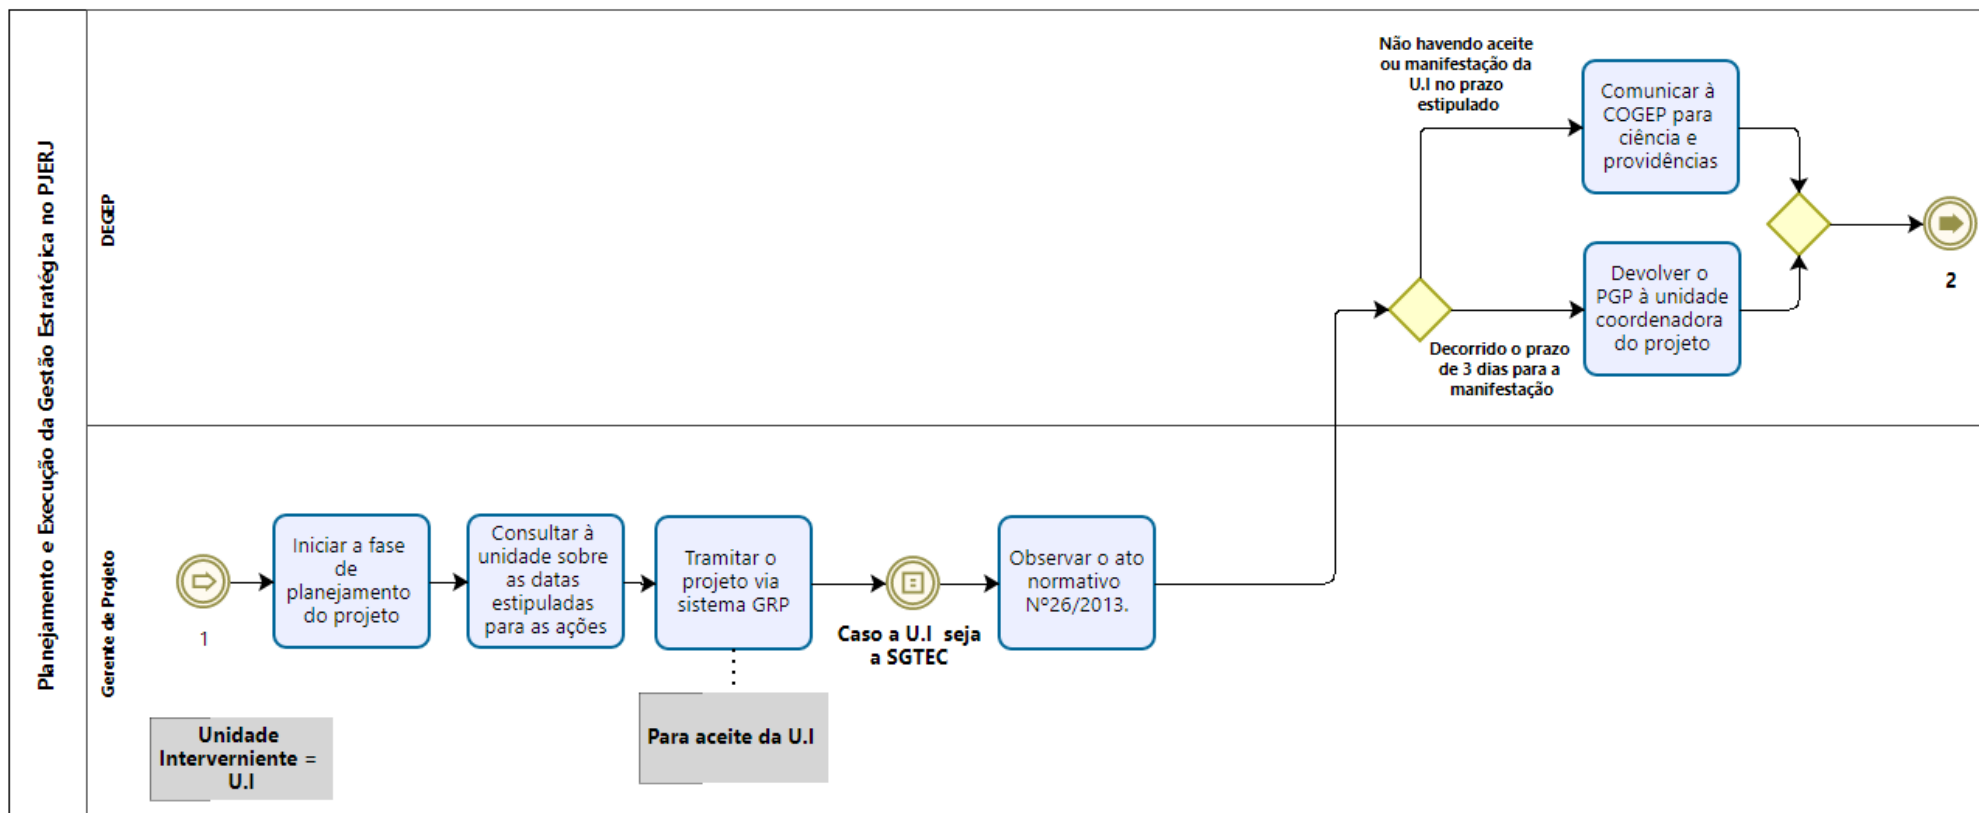 Planejamento e Execução da Gestão Estratégica no PJERJ
DEGEP
Não havendo aceite
ou manifestação da
U.I no prazo
estipulado
Comunicar à
COGEP para
ciência e
providências
Devolver o
PGP à unidade
coordenadora
do projeto
Decorrido o prazo
de 3 dias para a
manifestação
2
Gerente de Projeto
1
Iniciar a fase
de
planejamento
do projeto
Consultar à
unidade sobre
as datas
estipuladas
para as ações
Tramitar o
projeto via
sistema GRP
Caso a U.I seja
a SGTEC
Observar o ato
normativo
Nº26/2013.
Unidade
Interverniente =
U.I
Para aceite da U.I